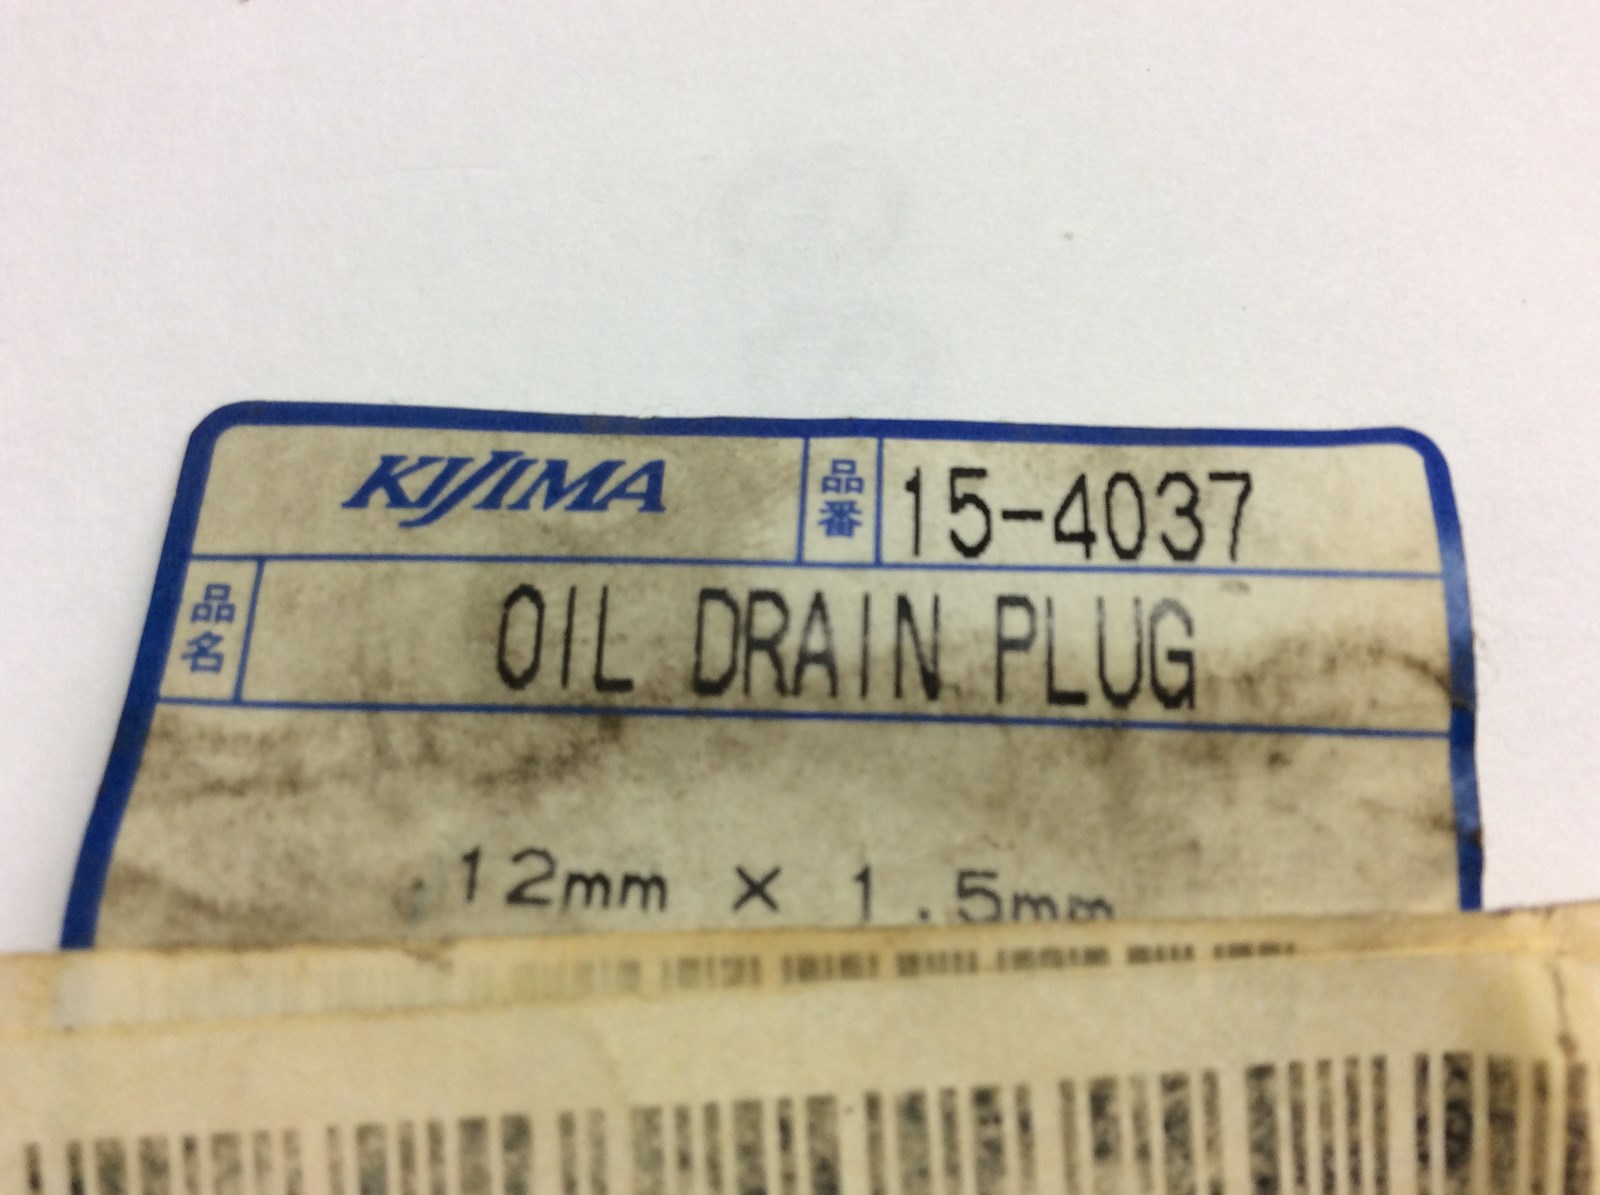 KIJIMA 品番 15-4037
品名 OIL DRAIN PLUG
12mm × 1.5mm